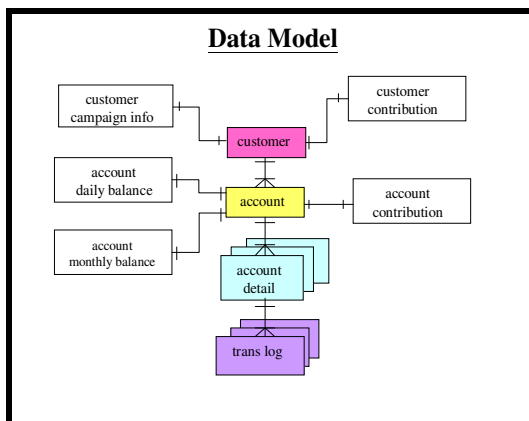 Data Model
customer
campaign info
customer
contribution
customer
account
daily balance
account
account
contribution
account
monthly balance
account
detail
trans log